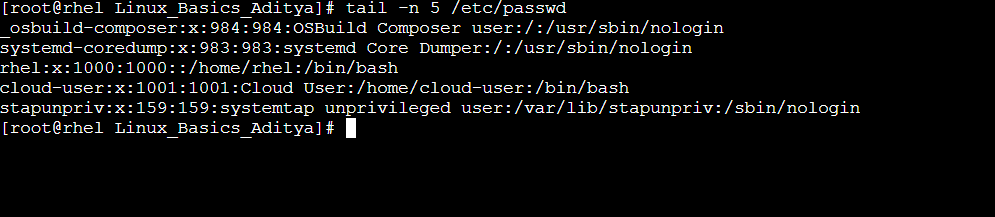 [root@rhel Linux_Basics_Aditya]# tail -n 5 /etc/passwd
_osbuild-composer:x:984:984:OSBuild Composer user:/:/usr/sbin/nologin
systemd-coredump:x:983:983:systemd Core Dumper:/:/usr/sbin/nologin
rhel:x:1000:1000::/home/rhel:/bin/bash
cloud-user:x:1001:1001:Cloud User:/home/cloud-user:/bin/bash
stapunpriv:x:159:159:systemtap unprivileged user:/var/lib/stapunpriv:/sbin/nologin
[root@rhel Linux_Basics_Aditya]#